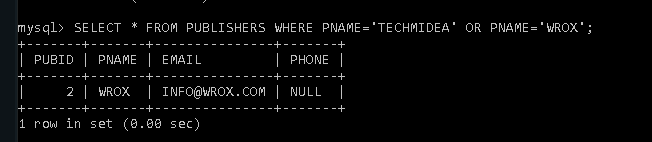 mysql> SELECT * FROM PUBLISHERS WHERE PNAME='TECHMIDEA' OR PNAME='WROX';
+-------+-------+---------------+-------+
| PUBID | PNAME | EMAIL         | PHONE |
+-------+-------+---------------+-------+
|     2 | WROX  | INFO@WROX.COM | NULL  |
+-------+-------+---------------+-------+
1 row in set (0.00 sec)